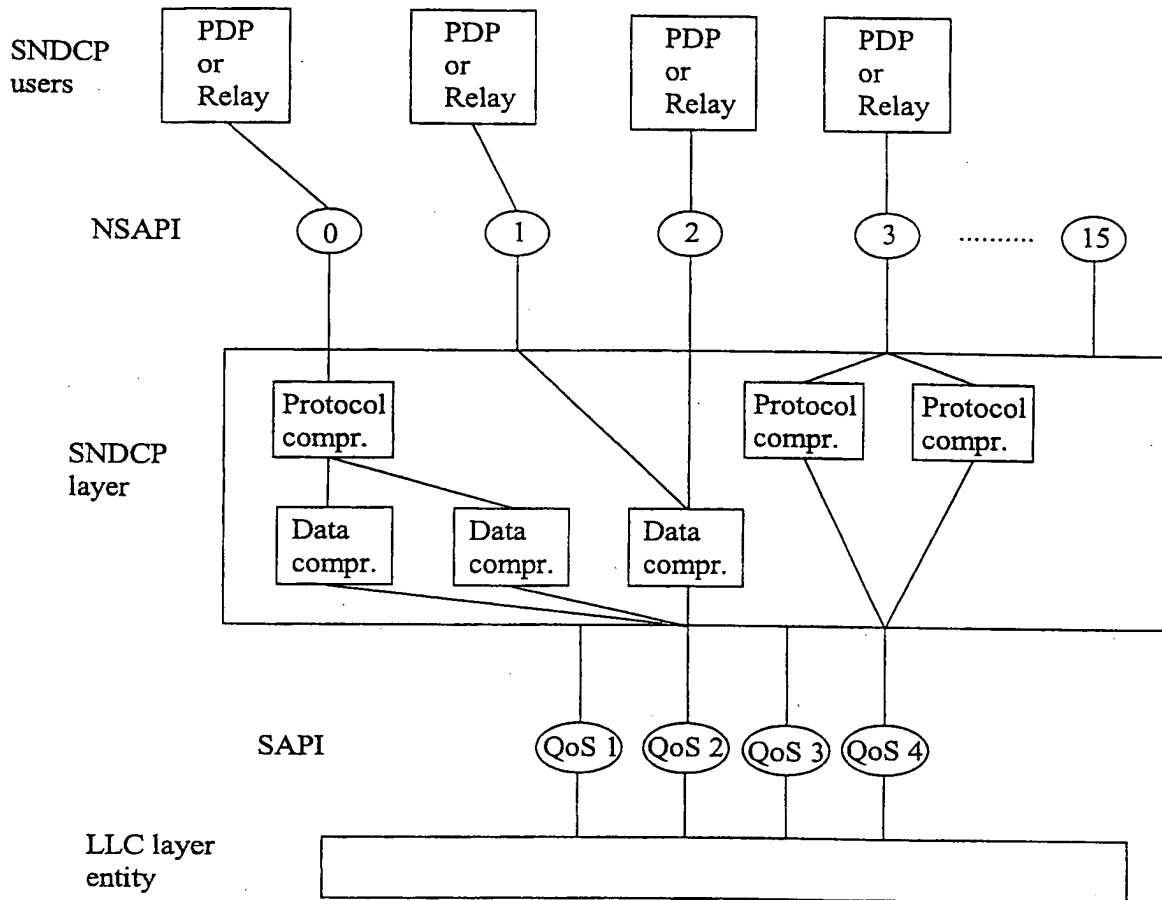 SNDCP
users
PDP
or
Relay
PDP
or
Relay
PDP
or
Relay
PDP
or
Relay
NSAPI
0
1
2
3
..........
15
SNDCP
layer
Protocol
compr.
Protocol
compr.
Protocol
compr.
Data
compr.
Data
compr.
Data
compr.
SAPI
QoS 1
QoS 2
QoS 3
QoS 4
LLC layer
entity